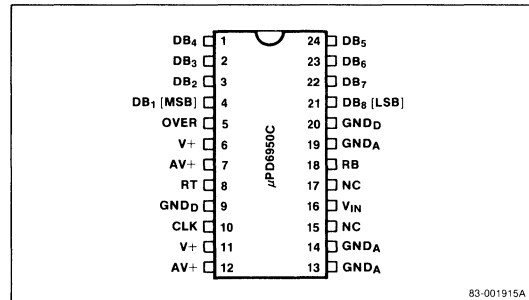 DB4 1 24 DB5
DB3 2 23 DB6
DB2 3 22 DB7
DB1 [MSB] 4 21 DB8 [LSB]
OVER 5 20 GNDD
V+ 6 19 GNDA
AV+ 7 18 RB
RT 8 17 NC
GNDD 9 16 VIN
CLK 10 15 NC
V+ 11 14 GNDA
AV+ 12 13 GNDA
μPD6950C
83-001915A